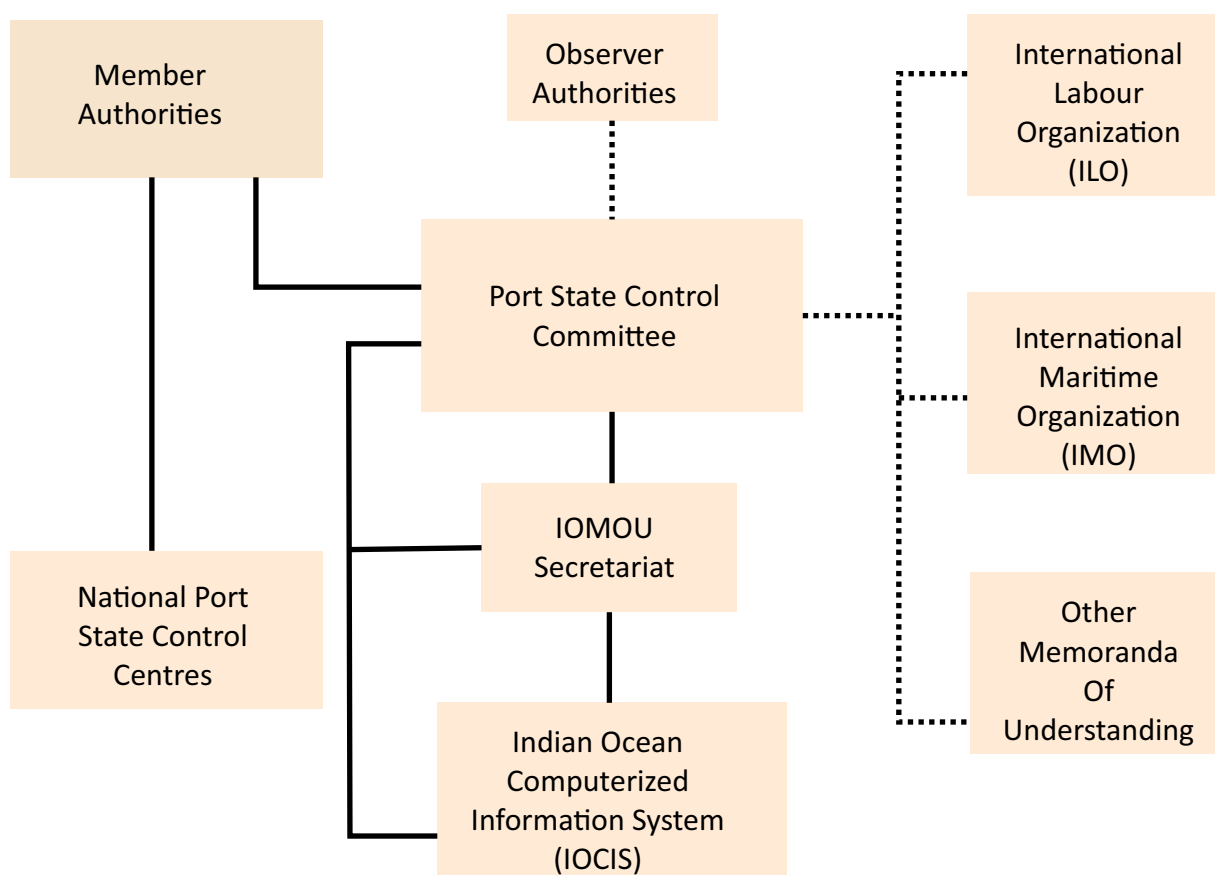 Member
Authorities
Observer
Authorities
International
Labour
Organization
(ILO)
Port State Control
Committee
International
Maritime
Organization
(IMO)
IOMOU
Secretariat
National Port
State Control
Centres
Other
Memoranda
Of
Understanding
Indian Ocean
Computerized
Information System
(IOCIS)